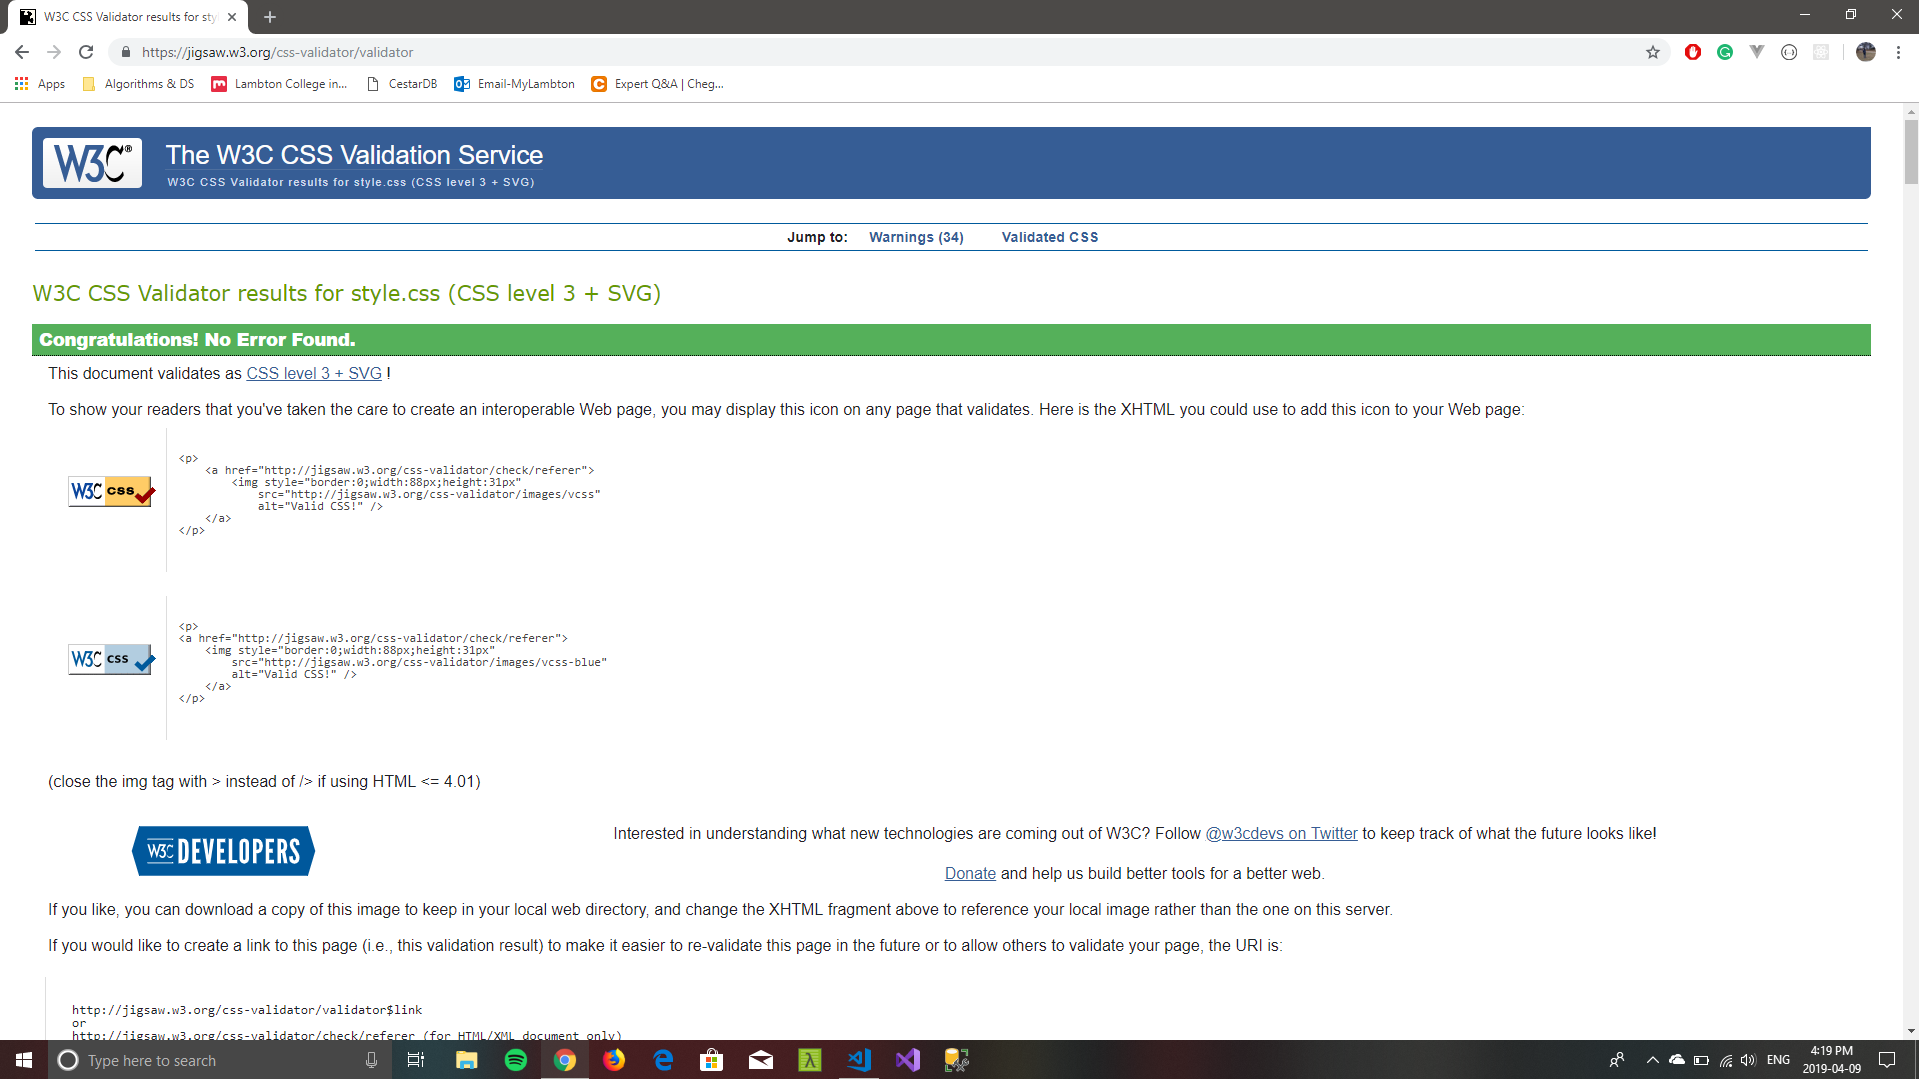 W3C CSS Validator results for sty
https://jigsaw.w3.org/css-validator/validator
Apps Algorithms & DS Lambton College in... CestarDB Email-MyLambton Expert Q&A | Cheg...
W3C® The W3C CSS Validation Service
W3C CSS Validator results for style.css (CSS level 3 + SVG)
Jump to: Warnings (34) Validated CSS
W3C CSS Validator results for style.css (CSS level 3 + SVG)
Congratulations! No Error Found.
This document validates as CSS level 3 + SVG !
To show your readers that you've taken the care to create an interoperable Web page, you may display this icon on any page that validates. Here is the XHTML you could use to add this icon to your Web page:
W3C css
<p>
<a href="http://jigsaw.w3.org/css-validator/check/referer">
<img style="border:0;width:88px;height:31px"
src="http://jigsaw.w3.org/css-validator/images/vcss"
alt="Valid CSS!" />
</a>
</p>
W3C css
<p>
<a href="http://jigsaw.w3.org/css-validator/check/referer">
<img style="border:0;width:88px;height:31px"
src="http://jigsaw.w3.org/css-validator/images/vcss-blue"
alt="Valid CSS!" />
</a>
</p>
(close the img tag with > instead of /> if using HTML <= 4.01)
W3C DEVELOPERS
Interested in understanding what new technologies are coming out of W3C? Follow @w3cdevs on Twitter to keep track of what the future looks like!
Donate and help us build better tools for a better web.
If you like, you can download a copy of this image to keep in your local web directory, and change the XHTML fragment above to reference your local image rather than the one on this server.
If you would like to create a link to this page (i.e., this validation result) to make it easier to re-validate this page in the future or to allow others to validate your page, the URI is:
http://jigsaw.w3.org/css-validator/validator$link
or
http://jigsaw.w3.org/css-validator/check/referer (for HTML/XML document only)
Type here to search
ENG
4:19 PM
2019-04-09